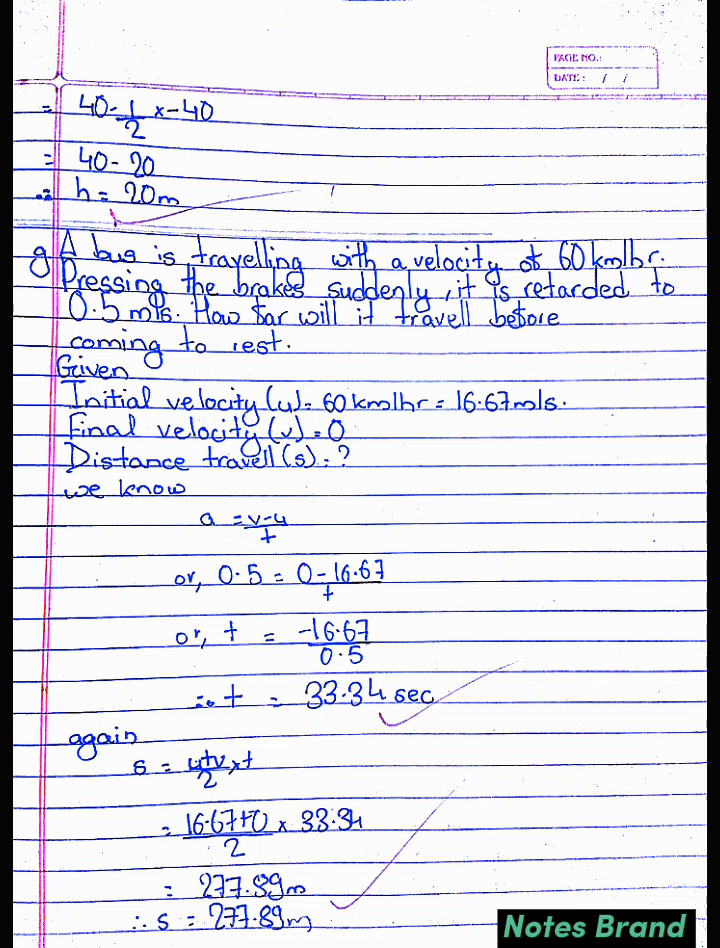 PAGE NO.:
DATE: / /
= 40-1/2 x-40
= 40-20
∴ h = 20m
g A bus is travelling with a velocity of 60 km/hr.
Pressing the brakes suddenly, it is retarded to
0.5 m/s. How far will it travell before
coming to rest.
Given
Initial velocity (u) = 60 km/hr = 16.67 m/s.
Final velocity (v) = 0
Distance travell (s) = ?
we know
a = v-u/t
or, 0.5 = 0-16.67/t
or, t = -16.67/0.5
∴ t = 33.34 sec
again
s = u+v/2 x t
= 16.67+0/2 x 33.34
= 277.89m
∴ s = 277.89m
Notes Brand